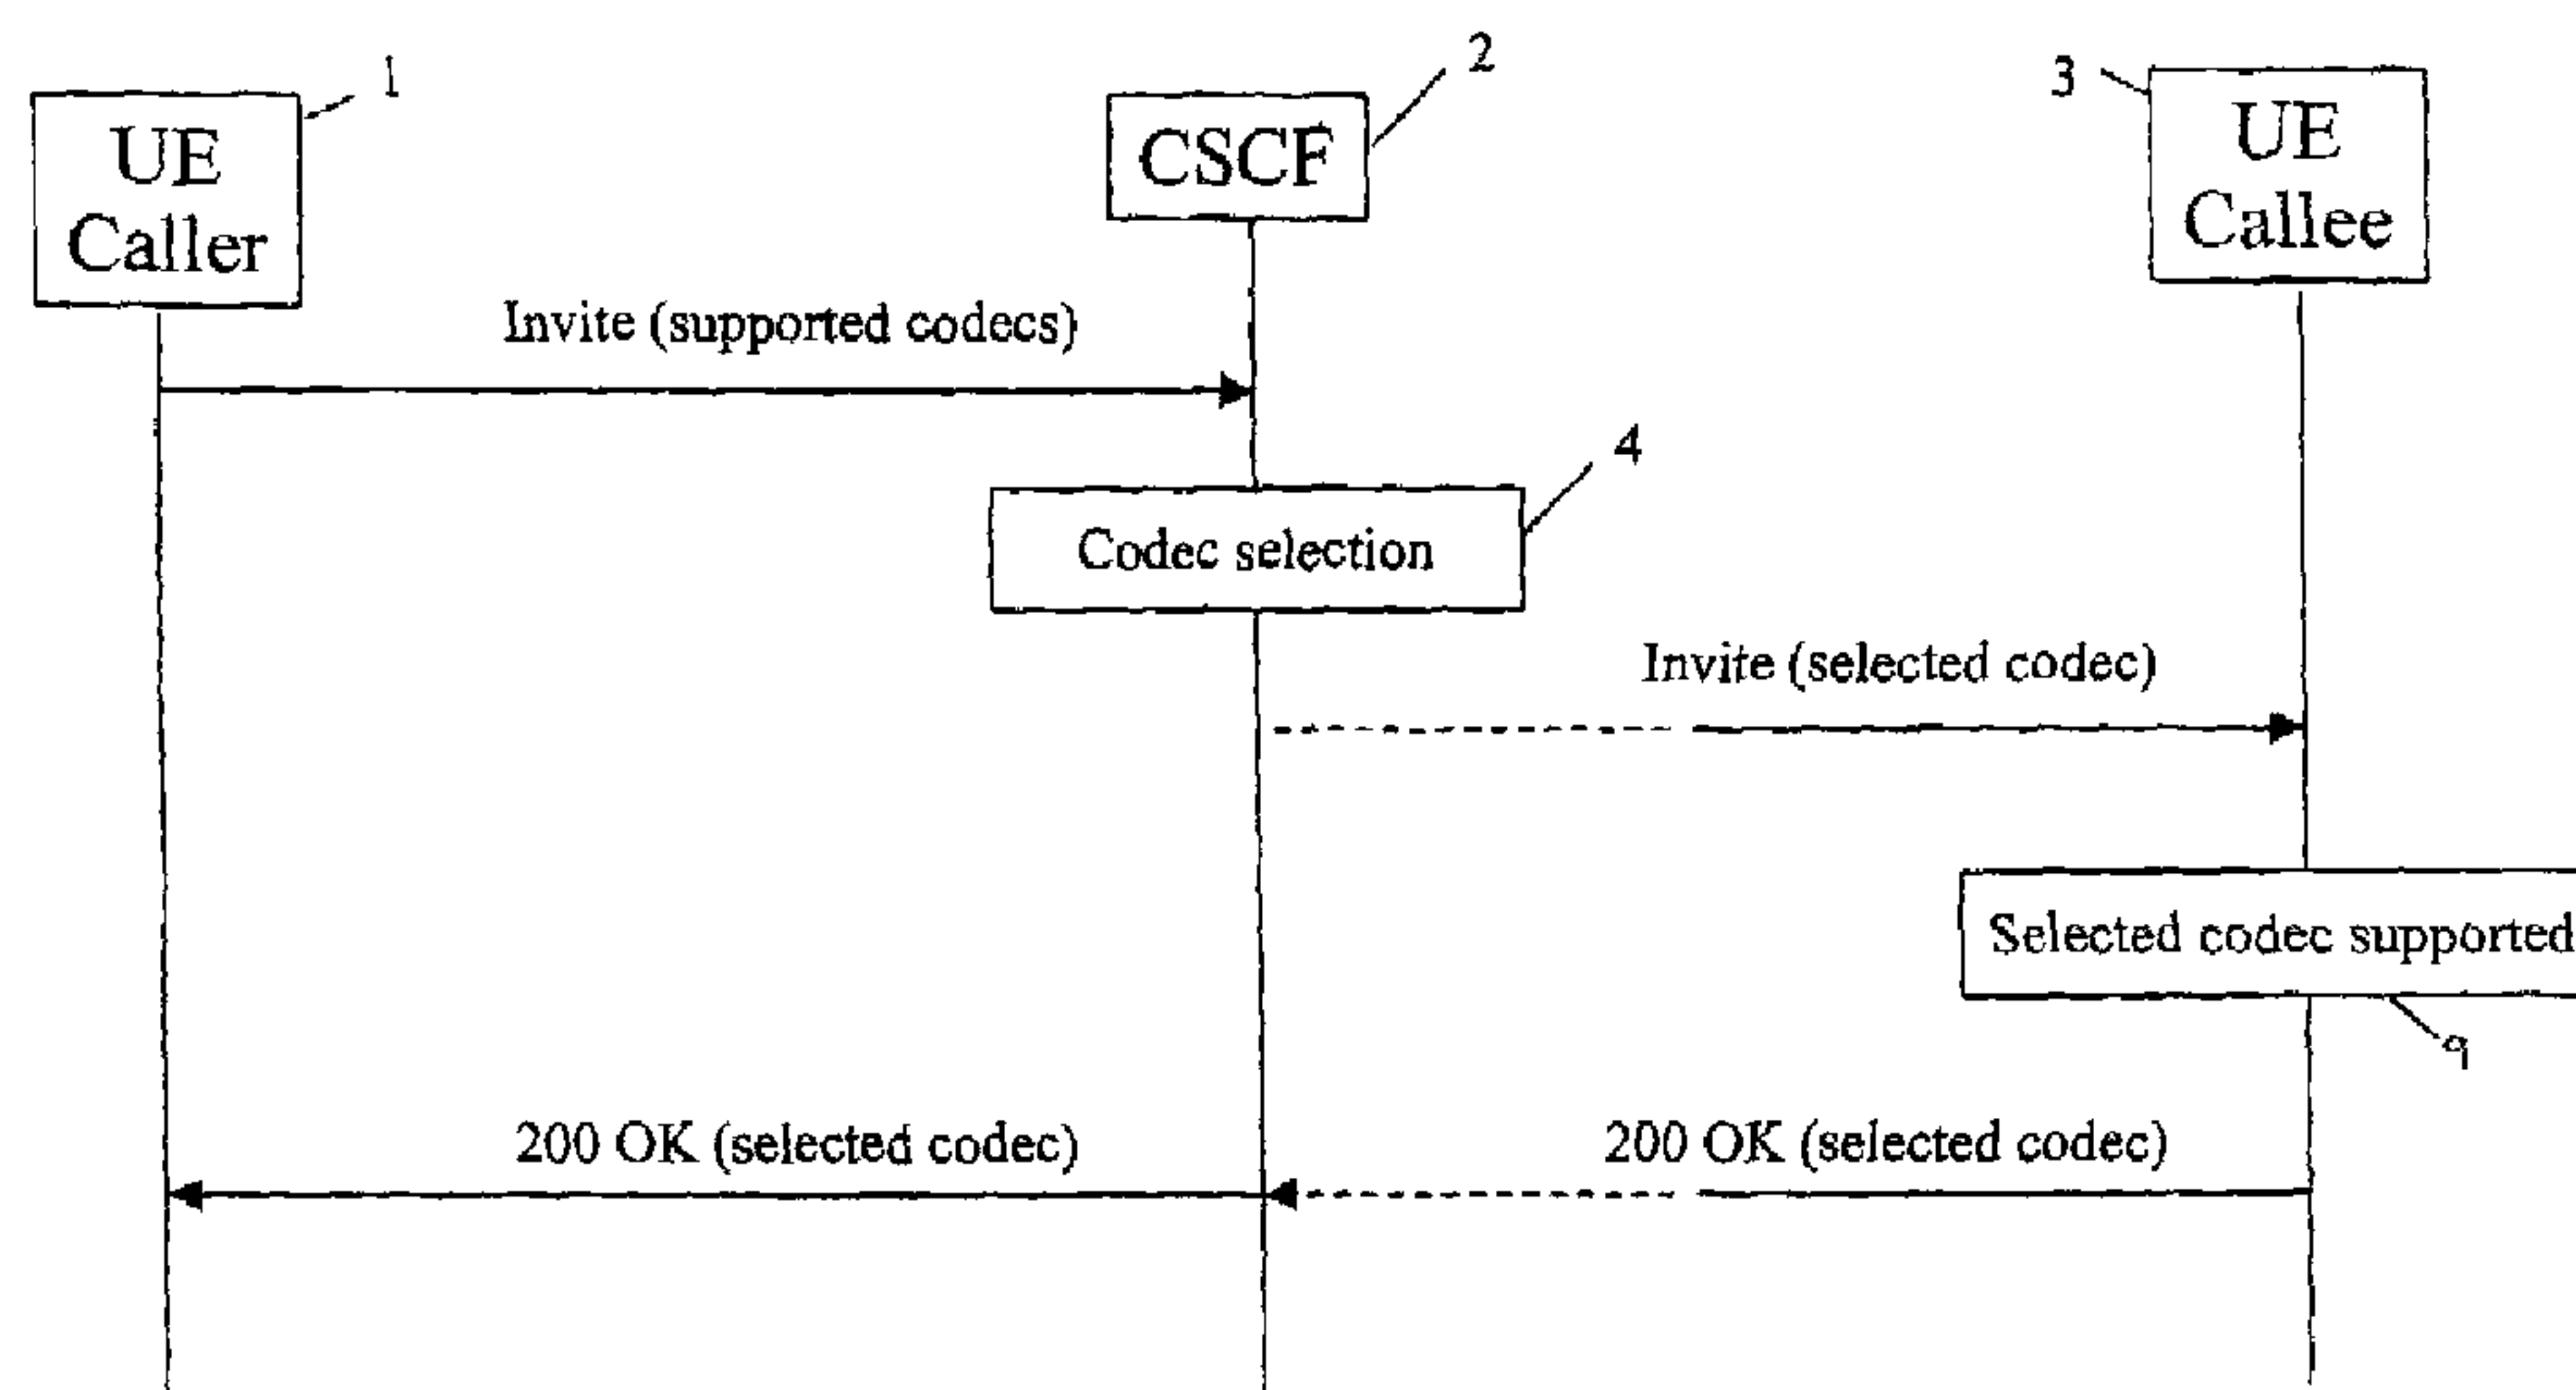 1
2
3
UE
Caller
CSCF
UE
Callee
Invite (supported codecs)
4
Codec selection
Invite (selected codec)
Selected codec supported
9
200 OK (selected codec)
200 OK (selected codec)